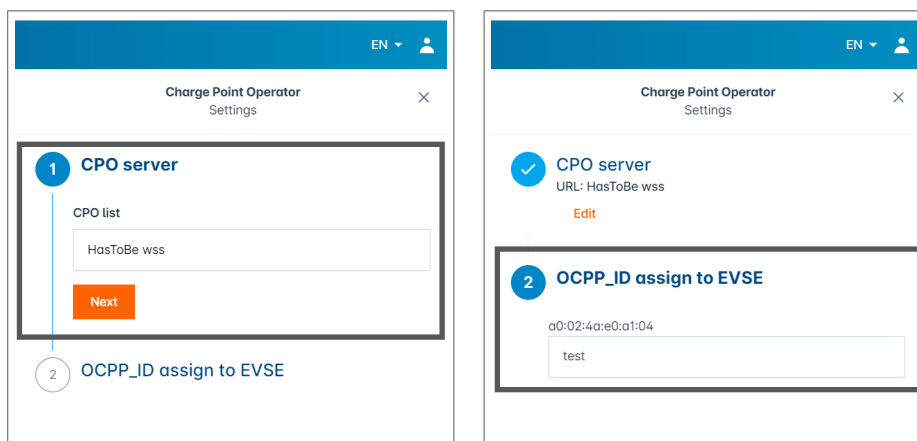 EN
Charge Point Operator
Settings
1 CPO server
CPO list
HasToBe wss
Next
2 OCPP_ID assign to EVSE
EN
Charge Point Operator
Settings
CPO server
URL: HasToBe wss
Edit
2 OCPP_ID assign to EVSE
a0:02:4a:e0:a1:04
test